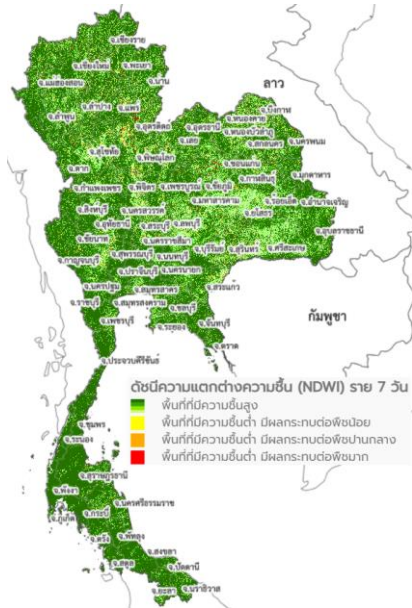 จ.เชียงราย
จ.เชียงใหม่
จ.พะเยา
จ.แม่ฮ่องสอน
จ.น่าน
ลาว
จ.ลำปาง
จ.แพร่
จ.ลำพูน
จ.อุตรดิตถ์
จ.อุดรธานี
จ.หนองคาย
จ.บึงกาฬ
จ.เลย
จ.หนองบัวลำภู
จ.สกลนคร
จ.นครพนม
จ.สุโขทัย
จ.พิษณุโลก
จ.ขอนแก่น
จ.ตาก
จ.กาฬสินธุ์
จ.มุกดาหาร
จ.กำแพงเพชร
จ.พิจิตร
จ.เพชรบูรณ์
จ.ชัยภูมิ
จ.มหาสารคาม
จ.ร้อยเอ็ด
จ.อำนาจเจริญ
จ.สิงห์บุรี
จ.นครสวรรค์
จ.ยโสธร
จ.อุทัยธานี
จ.สระบุรี
จ.ลพบุรี
จ.อุบลราชธานี
จ.ชัยนาท
จ.นครราชสีมา
จ.บุรีรัมย์
จ.สุรินทร์
จ.ศรีสะเกษ
จ.กาญจนบุรี
จ.สุพรรณบุรี
จ.นนทบุรี
จ.ปราจีนบุรี
จ.นครนายก
จ.สระแก้ว
จ.นครปฐม
จ.สมุทรสาคร
จ.ราชบุรี
จ.สมุทรสงคราม
จ.ชลบุรี
กัมพูชา
จ.เพชรบุรี
จ.ระยอง
จ.จันทบุรี
จ.ตราด
จ.ประจวบคีรีขันธ์
ดัชนีความแตกต่างความชื้น (NDWI) ราย 7 วัน
พื้นที่ที่มีความชื้นสูง
พื้นที่ที่มีความชื้นต่ำ มีผลกระทบต่อพืชน้อย
พื้นที่ที่มีความชื้นต่ำ มีผลกระทบต่อพืชปานกลาง
พื้นที่ที่มีความชื้นต่ำ มีผลกระทบต่อพืชมาก
จ.ชุมพร
จ.ระนอง
จ.สุราษฎร์ธานี
จ.พังงา
จ.นครศรีธรรมราช
จ.ภูเก็ต
จ.กระบี่
จ.ตรัง
จ.พัทลุง
จ.สงขลา
จ.สตูล
จ.ปัตตานี
จ.ยะลา
จ.นราธิวาส